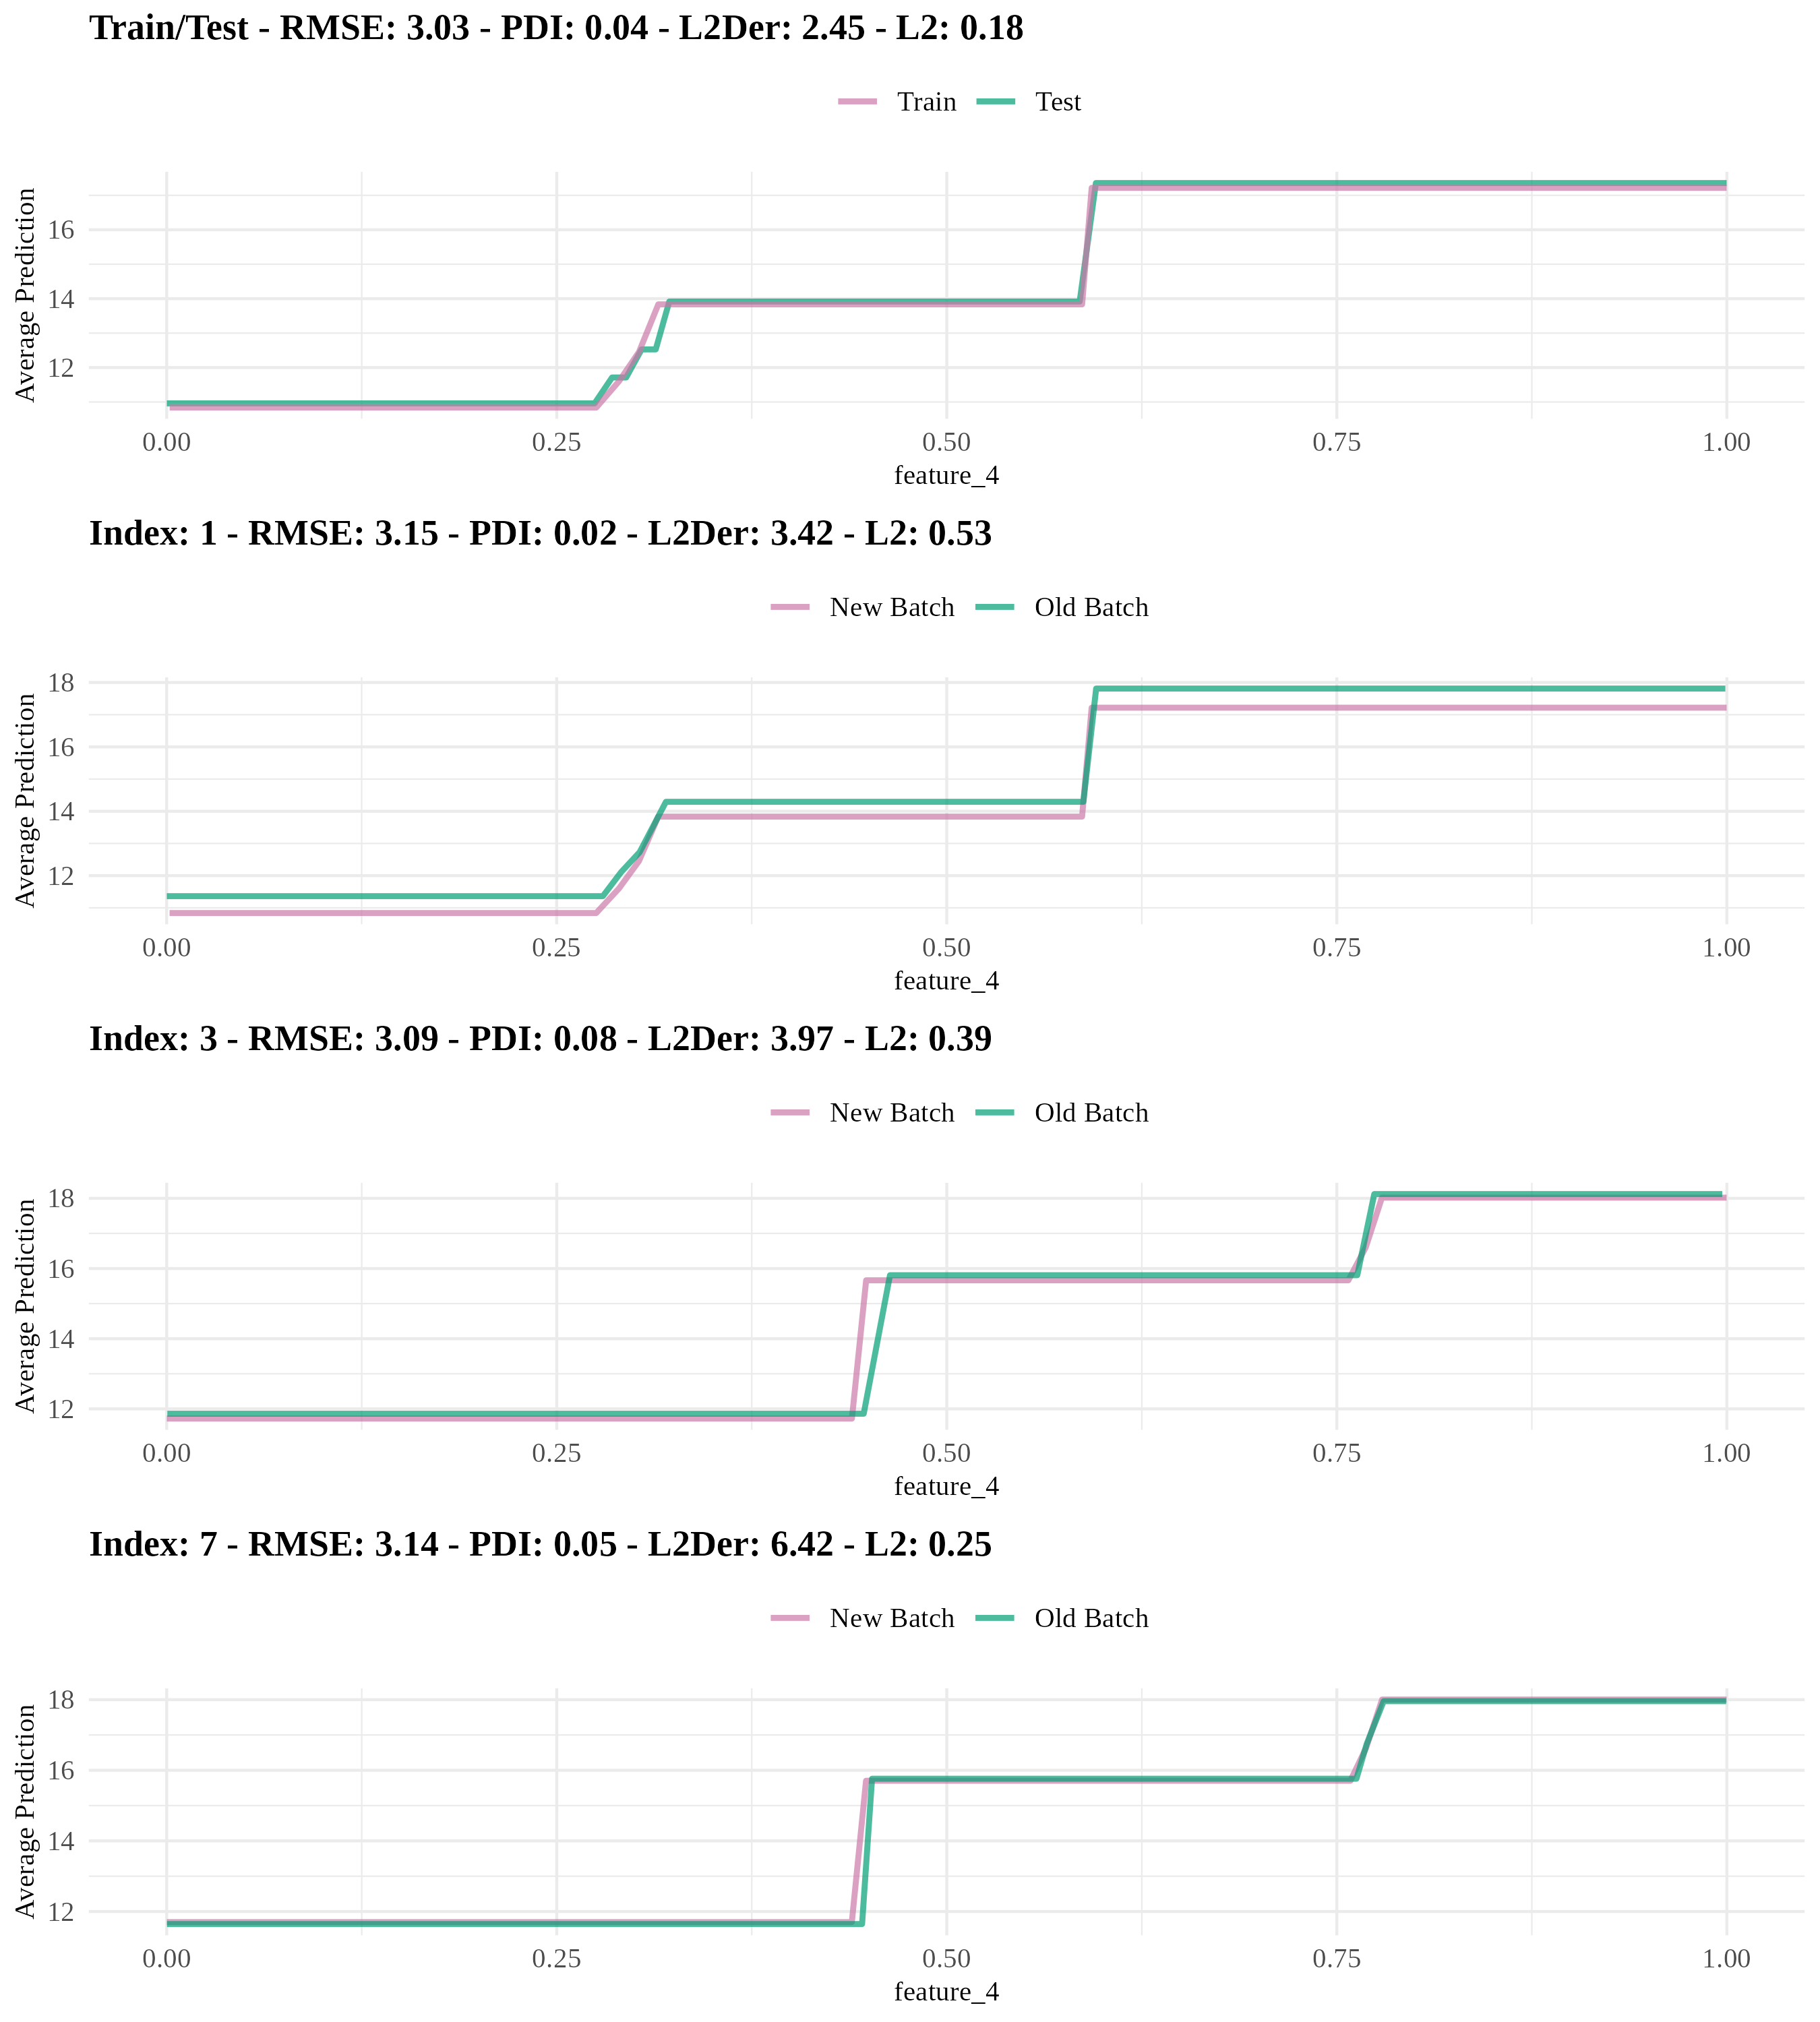 Train/Test - RMSE: 3.03 - PDI: 0.04 - L2Der: 2.45 - L2: 0.18
Train Test
Average Prediction
16
14
12
0.00 0.25 0.50 0.75 1.00
feature_4
Index: 1 - RMSE: 3.15 - PDI: 0.02 - L2Der: 3.42 - L2: 0.53
New Batch Old Batch
Average Prediction
18
16
14
12
0.00 0.25 0.50 0.75 1.00
feature_4
Index: 3 - RMSE: 3.09 - PDI: 0.08 - L2Der: 3.97 - L2: 0.39
New Batch Old Batch
Average Prediction
18
16
14
12
0.00 0.25 0.50 0.75 1.00
feature_4
Index: 7 - RMSE: 3.14 - PDI: 0.05 - L2Der: 6.42 - L2: 0.25
New Batch Old Batch
Average Prediction
18
16
14
12
0.00 0.25 0.50 0.75 1.00
feature_4